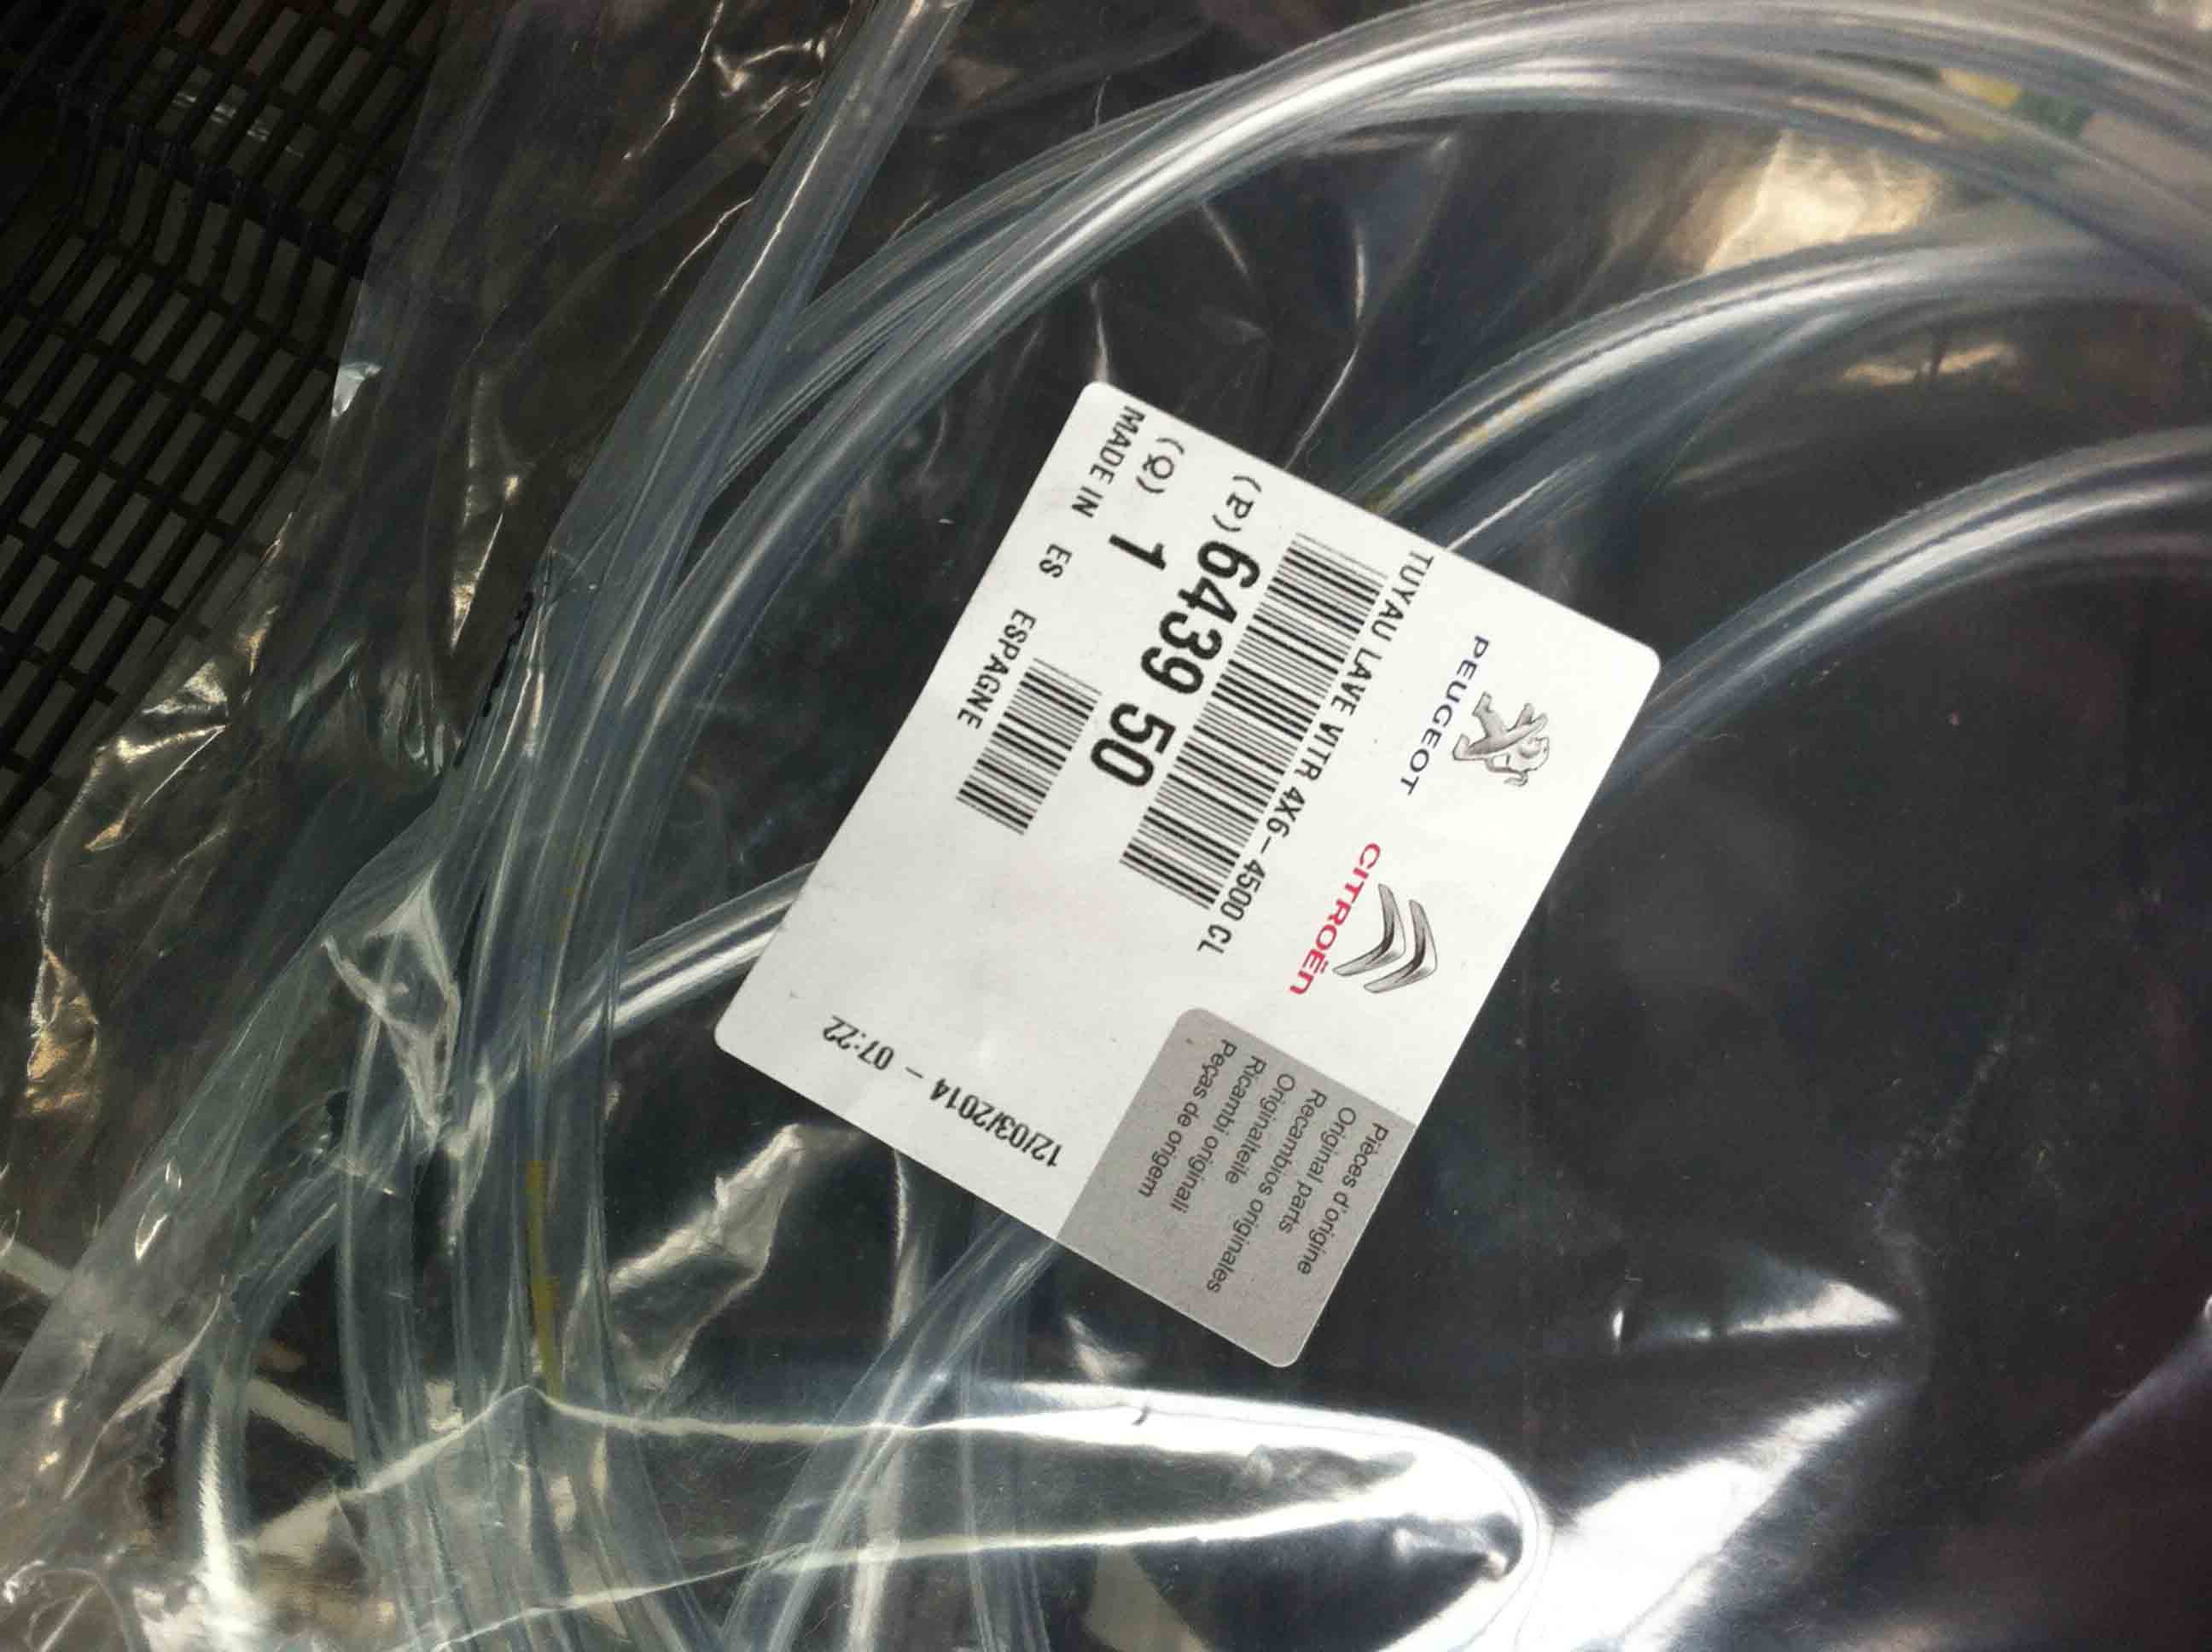 PEUGEOT
CITROËN
Pièces d'origine
Original parts
Recambios originales
Originalteile
Ricambi originali
Peças de origem
TUYAU LAVE VITR 4X6-4500 CL
(P) 6439 50
(Q) 1
MADE IN ES ESPAGNE
12/03/2014 - 07:22